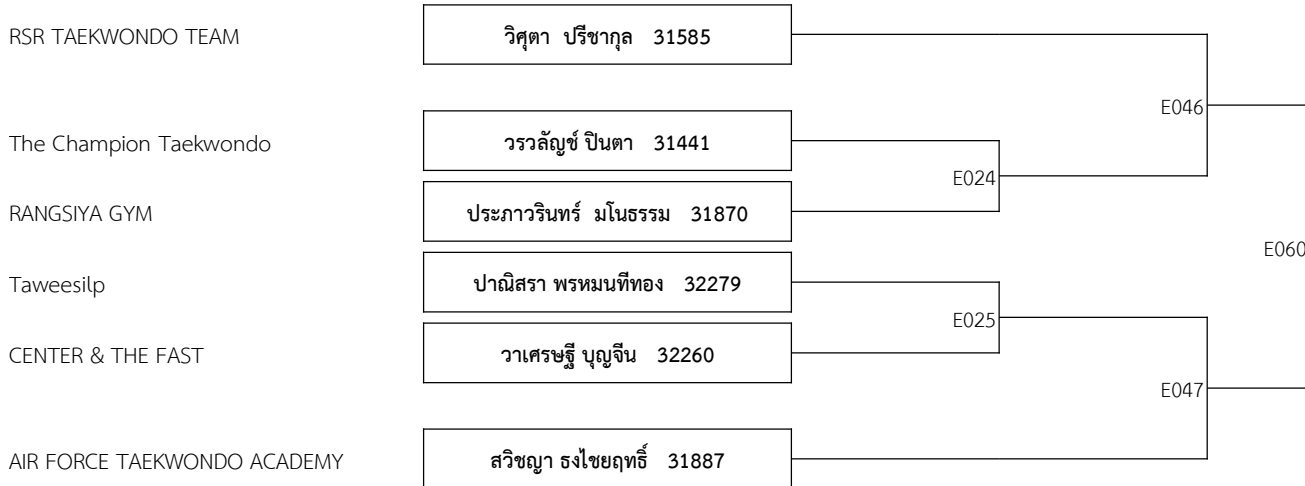 RSR TAEKWONDO TEAM วิศุตา ปรีชากุล 31585
E046
The Champion Taekwondo วรวลัญช์ ปินตา 31441
E024
RANGSIYA GYM ประภาวรินทร์ มโนธรรม 31870
E060
Taweesilp ปาณิสรา พรหมนทีทอง 32279
E025
CENTER & THE FAST วาเศรษฐี บุญจีน 32260
E047
AIR FORCE TAEKWONDO ACADEMY สวิชญา ธงไชยฤทธิ์ 31887